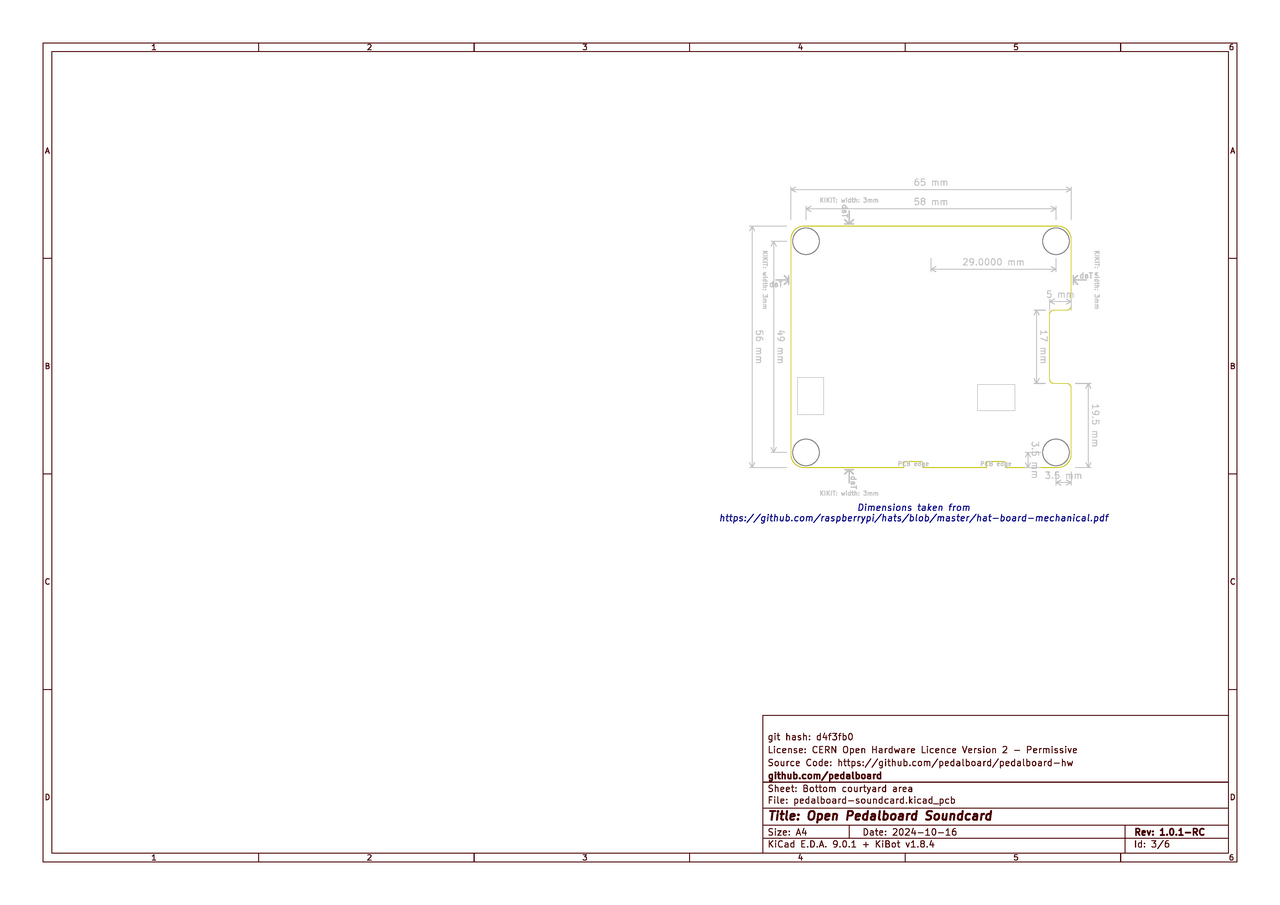 1 2 3 4 5 6
A A
65 mm
KIKIT: width: 3mm
58 mm
Tab
KIKIT: width: 3mm
29.0000 mm
KIKIT: width: 3mm
Tab
Tab
5 mm
56 mm
49 mm
17 mm
B B
19.5 mm
3.5 mm
PCB edge PCB edge
3.5 mm
Tab
KIKIT: width: 3mm
Dimensions taken from
https://github.com/raspberrypi/hats/blob/master/hat-board-mechanical.pdf
C C
git hash: d4f3fb0
License: CERN Open Hardware Licence Version 2 - Permissive
Source Code: https://github.com/pedalboard/pedalboard-hw
github.com/pedalboard
Sheet: Bottom courtyard area
D D
File: pedalboard-soundcard.kicad_pcb
Title: Open Pedalboard Soundcard
Size: A4 Date: 2024-10-16 Rev: 1.0.1-RC
KiCad E.D.A. 9.0.1 + KiBot v1.8.4 Id: 3/6
1 2 3 4 5 6